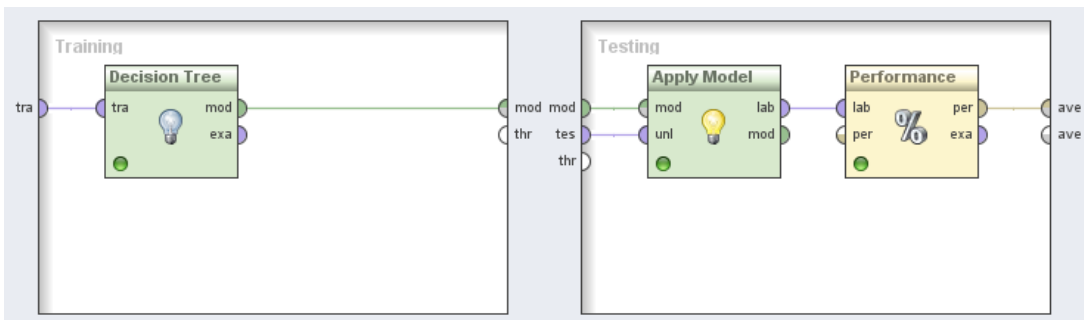 Training
Testing
Decision Tree
Apply Model
Performance
tra
tra
mod
mod
mod
mod
lab
lab
per
ave
exa
thr
tes
unl
mod
per
%
exa
ave
thr